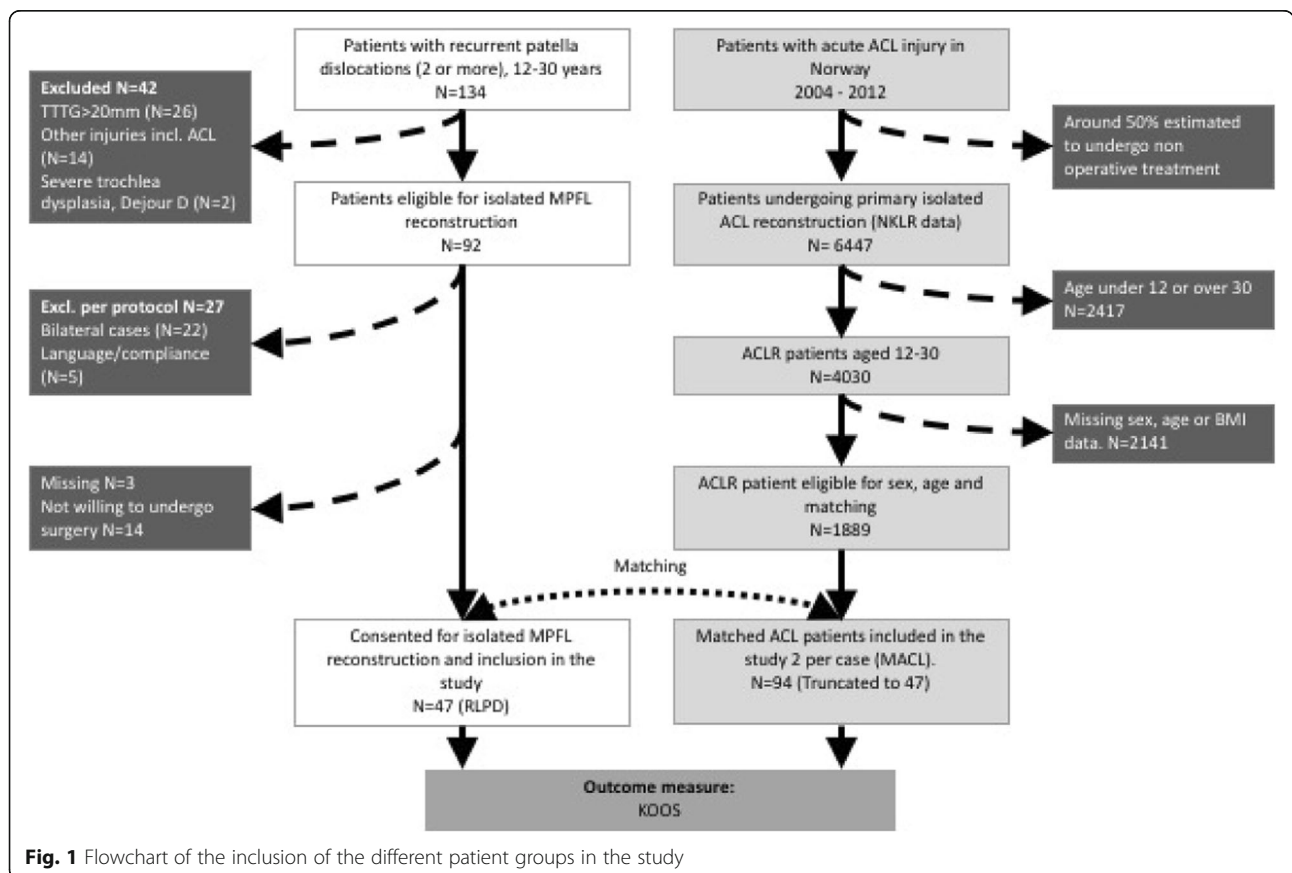 Patients with recurrent patella
dislocations (2 or more), 12-30 years
N=134
Patients with acute ACL injury in
Norway
2004 - 2012
Excluded N=42
TTTG>20mm (N=26)
Other injuries incl. ACL
(N=14)
Severe trochlea
dysplasia, Dejour D (N=2)
Around 50% estimated
to undergo non
operative treatment
Patients eligible for isolated MPFL
reconstruction
N=92
Patients undergoing primary isolated
ACL reconstruction (NKLR data)
N= 6447
Excl. per protocol N=27
Bilateral cases (N=22)
Language/compliance
(N=5)
Age under 12 or over 30
N=2417
ACLR patients aged 12-30
N=4030
Missing sex, age or BMI
data. N=2141
Missing N=3
Not willing to undergo
surgery N=14
ACLR patient eligible for sex, age and
matching
N=1889
Matching
Consented for isolated MPFL
reconstruction and inclusion in the
study
N=47 (RLPD)
Matched ACL patients included in the
study 2 per case (MACL).
N=94 (Truncated to 47)
Outcome measure:
KOOS
Fig. 1 Flowchart of the inclusion of the different patient groups in the study